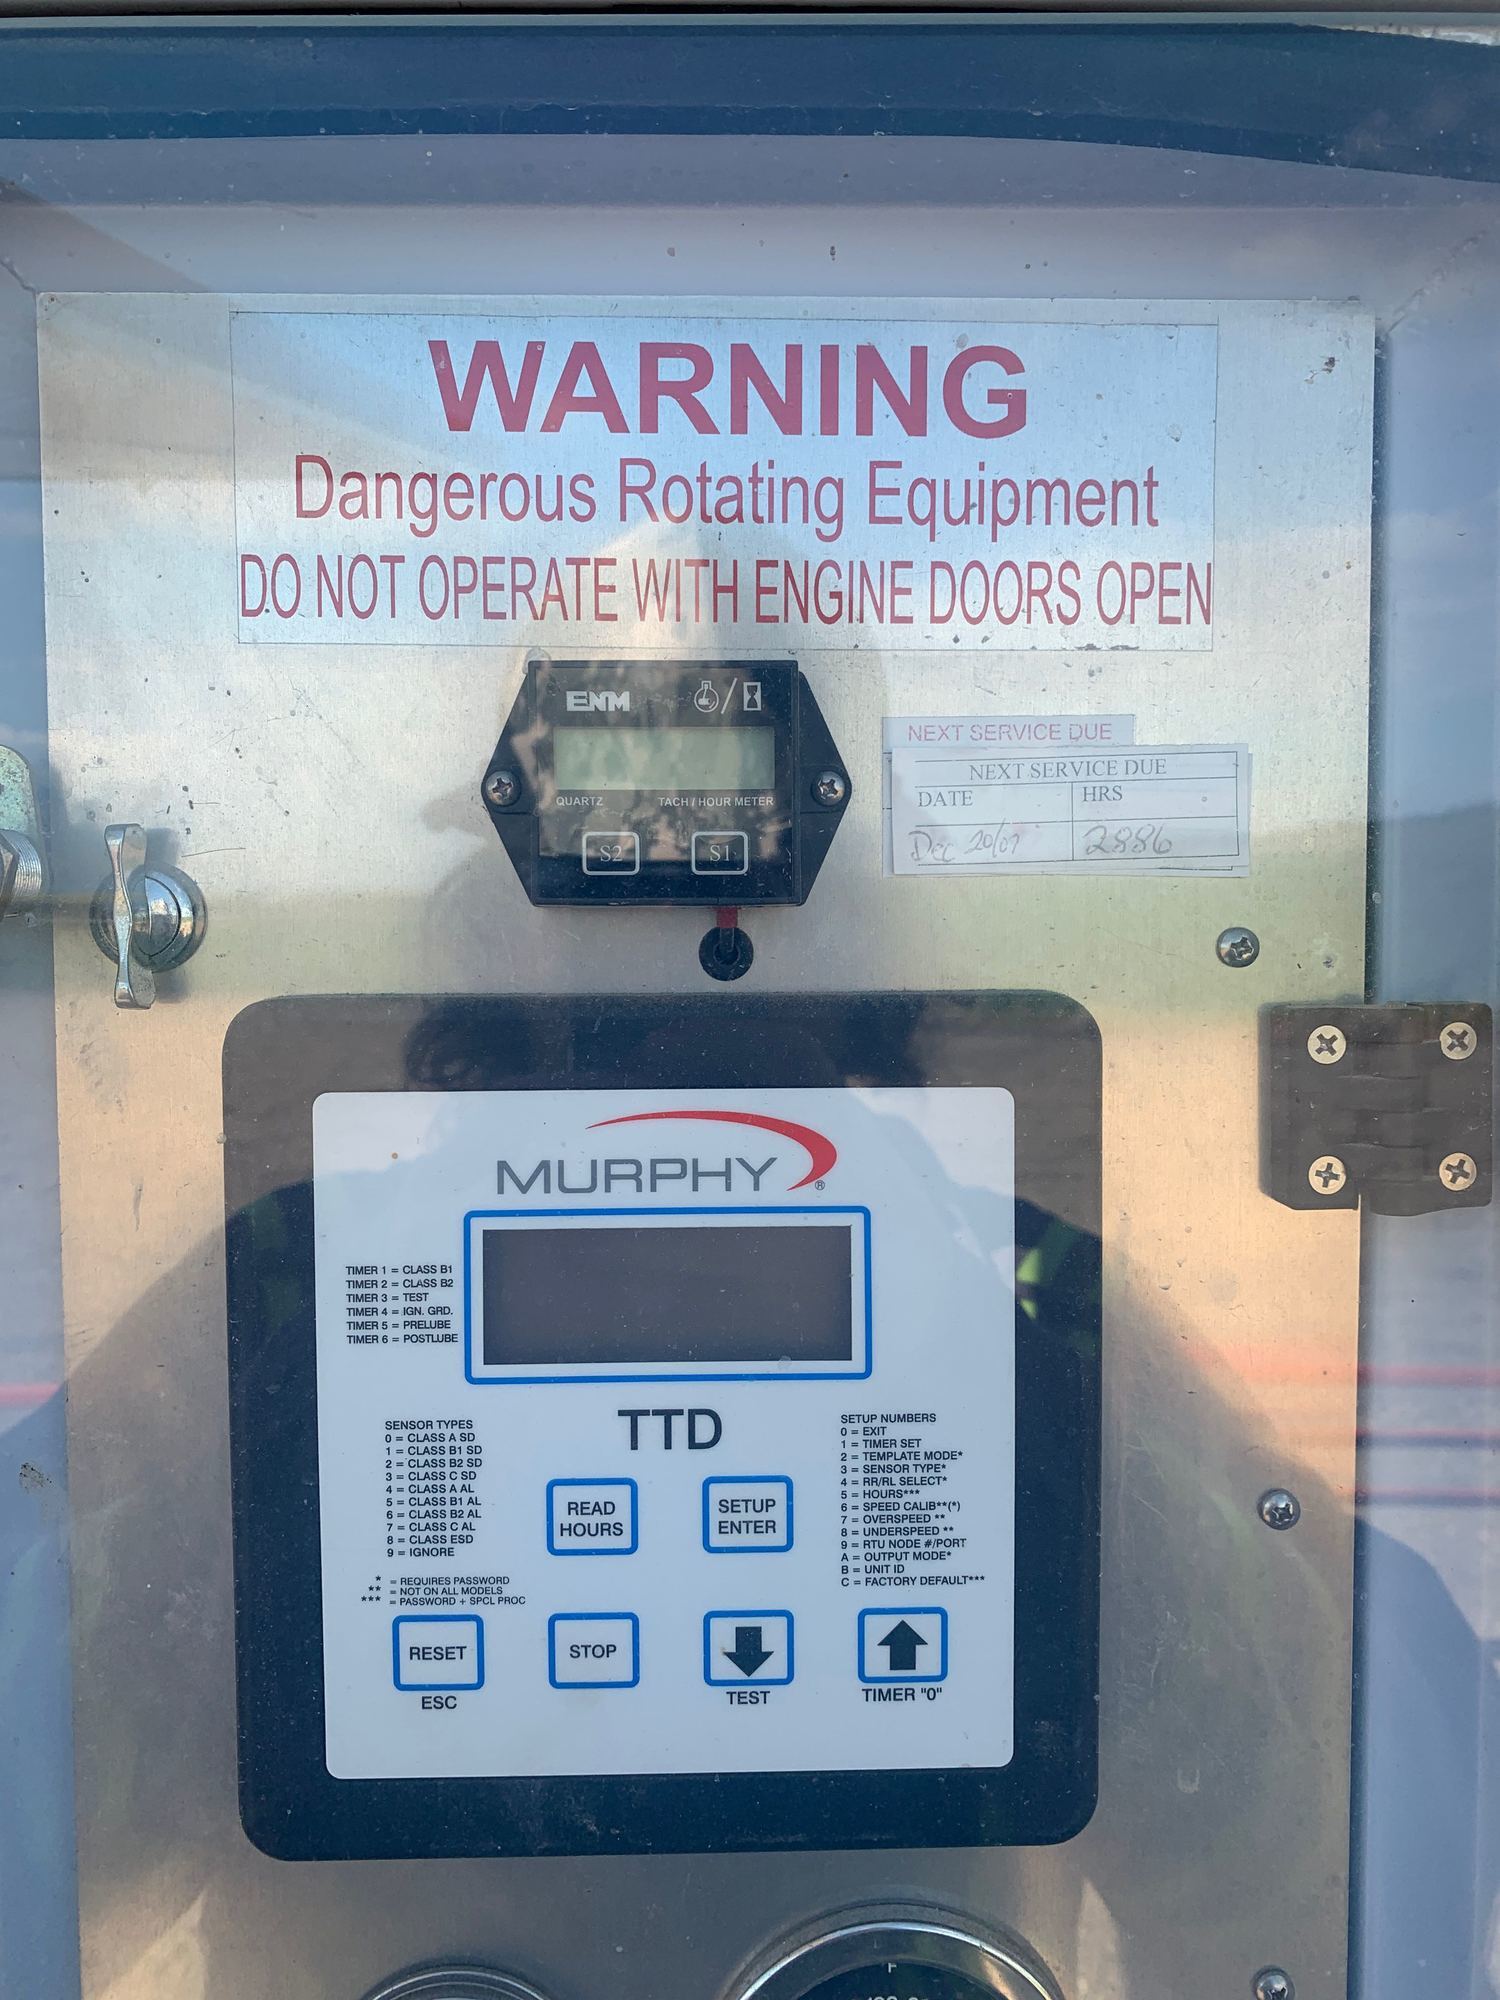 WARNING
Dangerous Rotating Equipment
DO NOT OPERATE WITH ENGINE DOORS OPEN
ENM
QUARTZ TACH / HOUR METER
S2 S1
NEXT SERVICE DUE
NEXT SERVICE DUE
DATE HRS
Dec 20/07 2886
MURPHY®
TIMER 1 = CLASS B1
TIMER 2 = CLASS B2
TIMER 3 = TEST
TIMER 4 = IGN. GRD.
TIMER 5 = PRELUBE
TIMER 6 = POSTLUBE
TTD
SENSOR TYPES
0 = CLASS A SD
1 = CLASS B1 SD
2 = CLASS B2 SD
3 = CLASS C SD
4 = CLASS A AL
5 = CLASS B1 AL
6 = CLASS B2 AL
7 = CLASS C AL
8 = CLASS ESD
9 = IGNORE
* = REQUIRES PASSWORD
** = NOT ON ALL MODELS
*** = PASSWORD + SPCL PROC
READ
HOURS
SETUP
ENTER
SETUP NUMBERS
0 = EXIT
1 = TIMER SET
2 = TEMPLATE MODE*
3 = SENSOR TYPE*
4 = RR/RL SELECT*
5 = HOURS***
6 = SPEED CALIB**(*)
7 = OVERSPEED **
8 = UNDERSPEED **
9 = RTU NODE #/PORT
A = OUTPUT MODE*
B = UNIT ID
C = FACTORY DEFAULT***
RESET
ESC
STOP
TEST
TIMER "0"
F